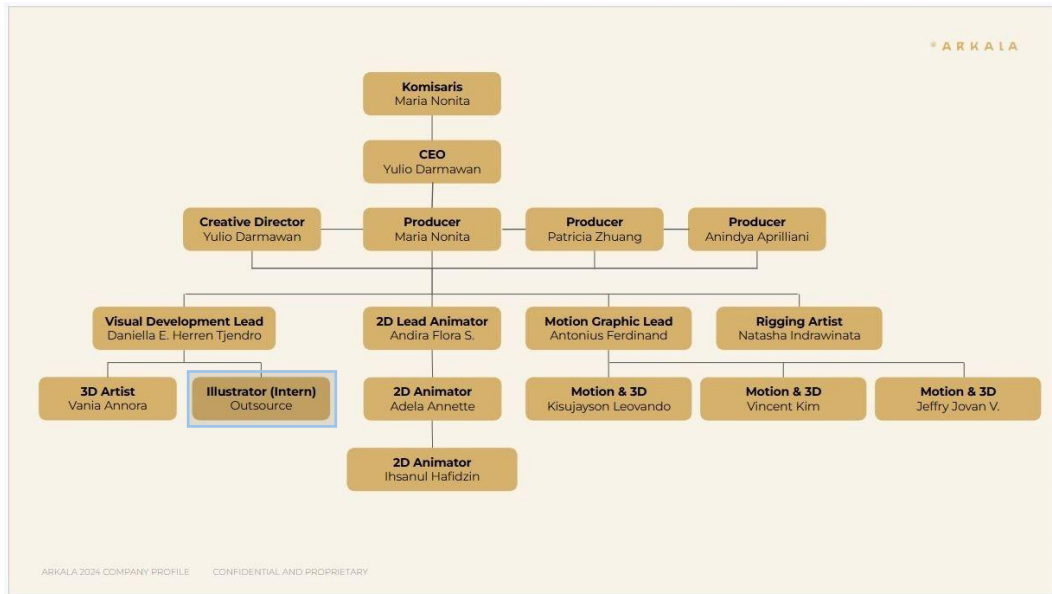 ARKALA
Komisaris
Maria Nonita
CEO
Yulio Darmawan
Creative Director
Yulio Darmawan
Producer
Maria Nonita
Producer
Patricia Zhuang
Producer
Anindya Aprilliani
Visual Development Lead
Daniella E. Herren Tjendro
2D Lead Animator
Andira Flora S.
Motion Graphic Lead
Antonius Ferdinand
Rigging Artist
Natasha Indrawinata
3D Artist
Vania Annora
Illustrator (Intern)
Outsource
2D Animator
Adela Annette
Motion & 3D
Kisujayson Leovando
Motion & 3D
Vincent Kim
Motion & 3D
Jeffry Jovan V.
2D Animator
Ihsanul Hafidzin
ARKALA 2024 COMPANY PROFILE
CONFIDENTIAL AND PROPRIETARY